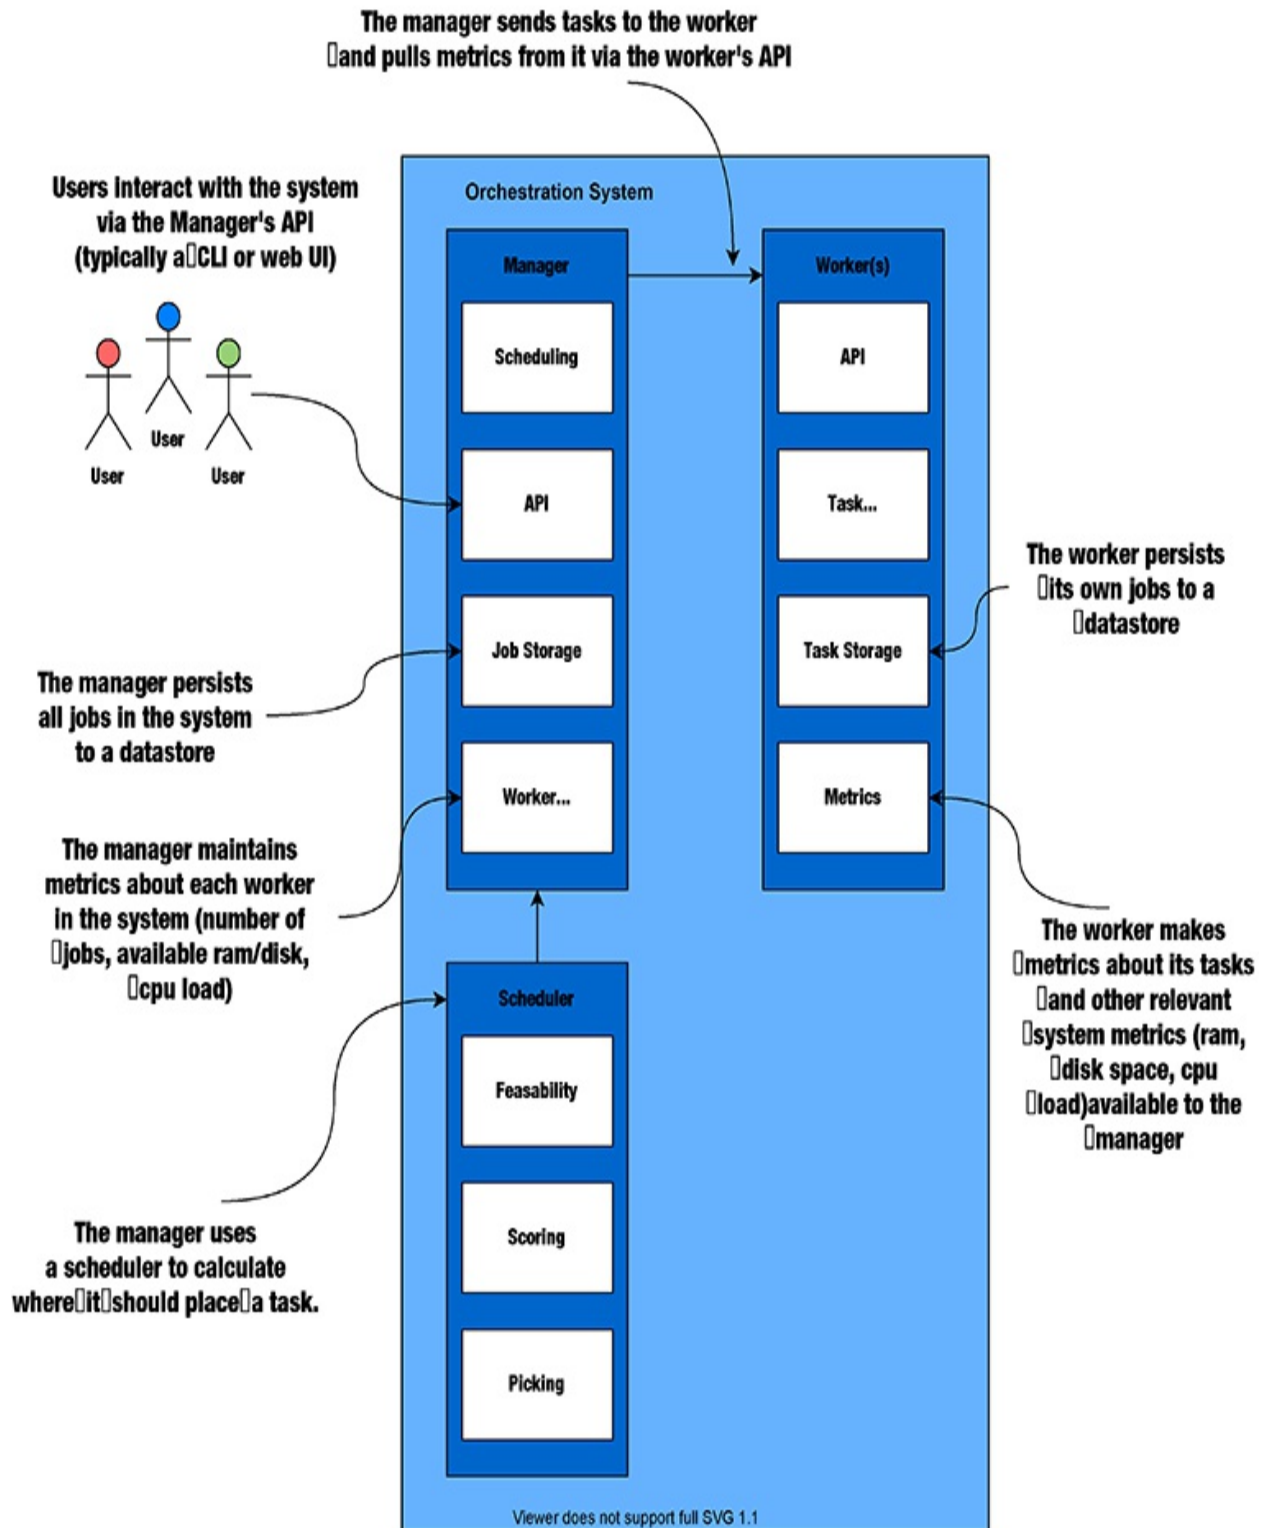 The manager sends tasks to the worker
▯and pulls metrics from it via the worker's API
Users interact with the system
via the Manager's API
(typically a▯CLI or web UI)
User
User
User
Orchestration System
Manager
Scheduling
API
Job Storage
Worker...
Worker(s)
API
Task...
Task Storage
Metrics
The worker persists
▯its own jobs to a
▯datastore
The manager persists
all jobs in the system
to a datastore
The manager maintains
metrics about each worker
in the system (number of
▯jobs, available ram/disk,
▯cpu load)
The worker makes
▯metrics about its tasks
▯and other relevant
▯system metrics (ram,
▯disk space, cpu
▯load)available to the
▯manager
Scheduler
Feasability
Scoring
Picking
The manager uses
a scheduler to calculate
where▯it▯should place▯a task.
Viewer does not support full SVG 1.1